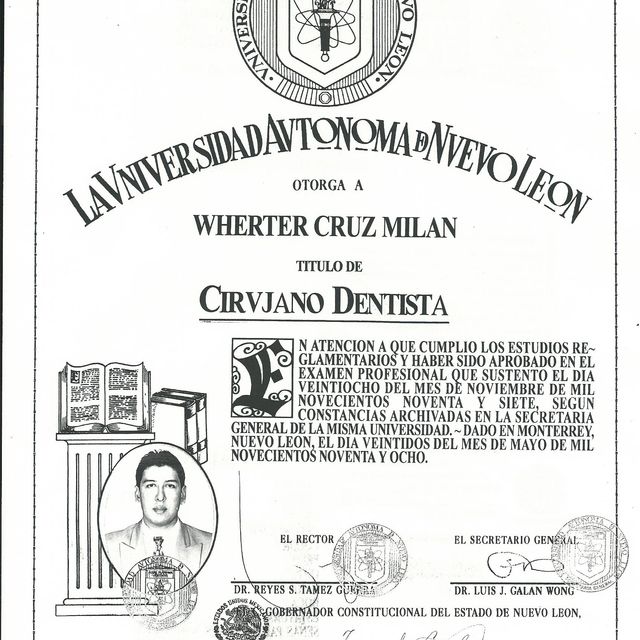 LA VNIVERSIDAD AVTONOMA DE NVEVO LEON
OTORGA A
WHERTER CRUZ MILAN
TITULO DE
CIRVJANO DENTISTA
EN ATENCION A QUE CUMPLIO LOS ESTUDIOS RE~
GLAMENTARIOS Y HABER SIDO APROBADO EN EL
EXAMEN PROFESIONAL QUE SUSTENTO EL DIA
VEINTIOCHO DEL MES DE NOVIEMBRE DE MIL
NOVECIENTOS NOVENTA Y SIETE, SEGUN
CONSTANCIAS ARCHIVADAS EN LA SECRETARIA
GENERAL DE LA MISMA UNIVERSIDAD. ~ DADO EN MONTERREY,
NUEVO LEON, EL DIA VEINTIDOS DEL MES DE MAYO DE MIL
NOVECIENTOS NOVENTA Y OCHO.
EL RECTOR
EL SECRETARIO GENERAL
DR. REYES S. TAMEZ GUERRA
DR. LUIS J. GALAN WONG
GOBERNADOR CONSTITUCIONAL DEL ESTADO DE NUEVO LEON,